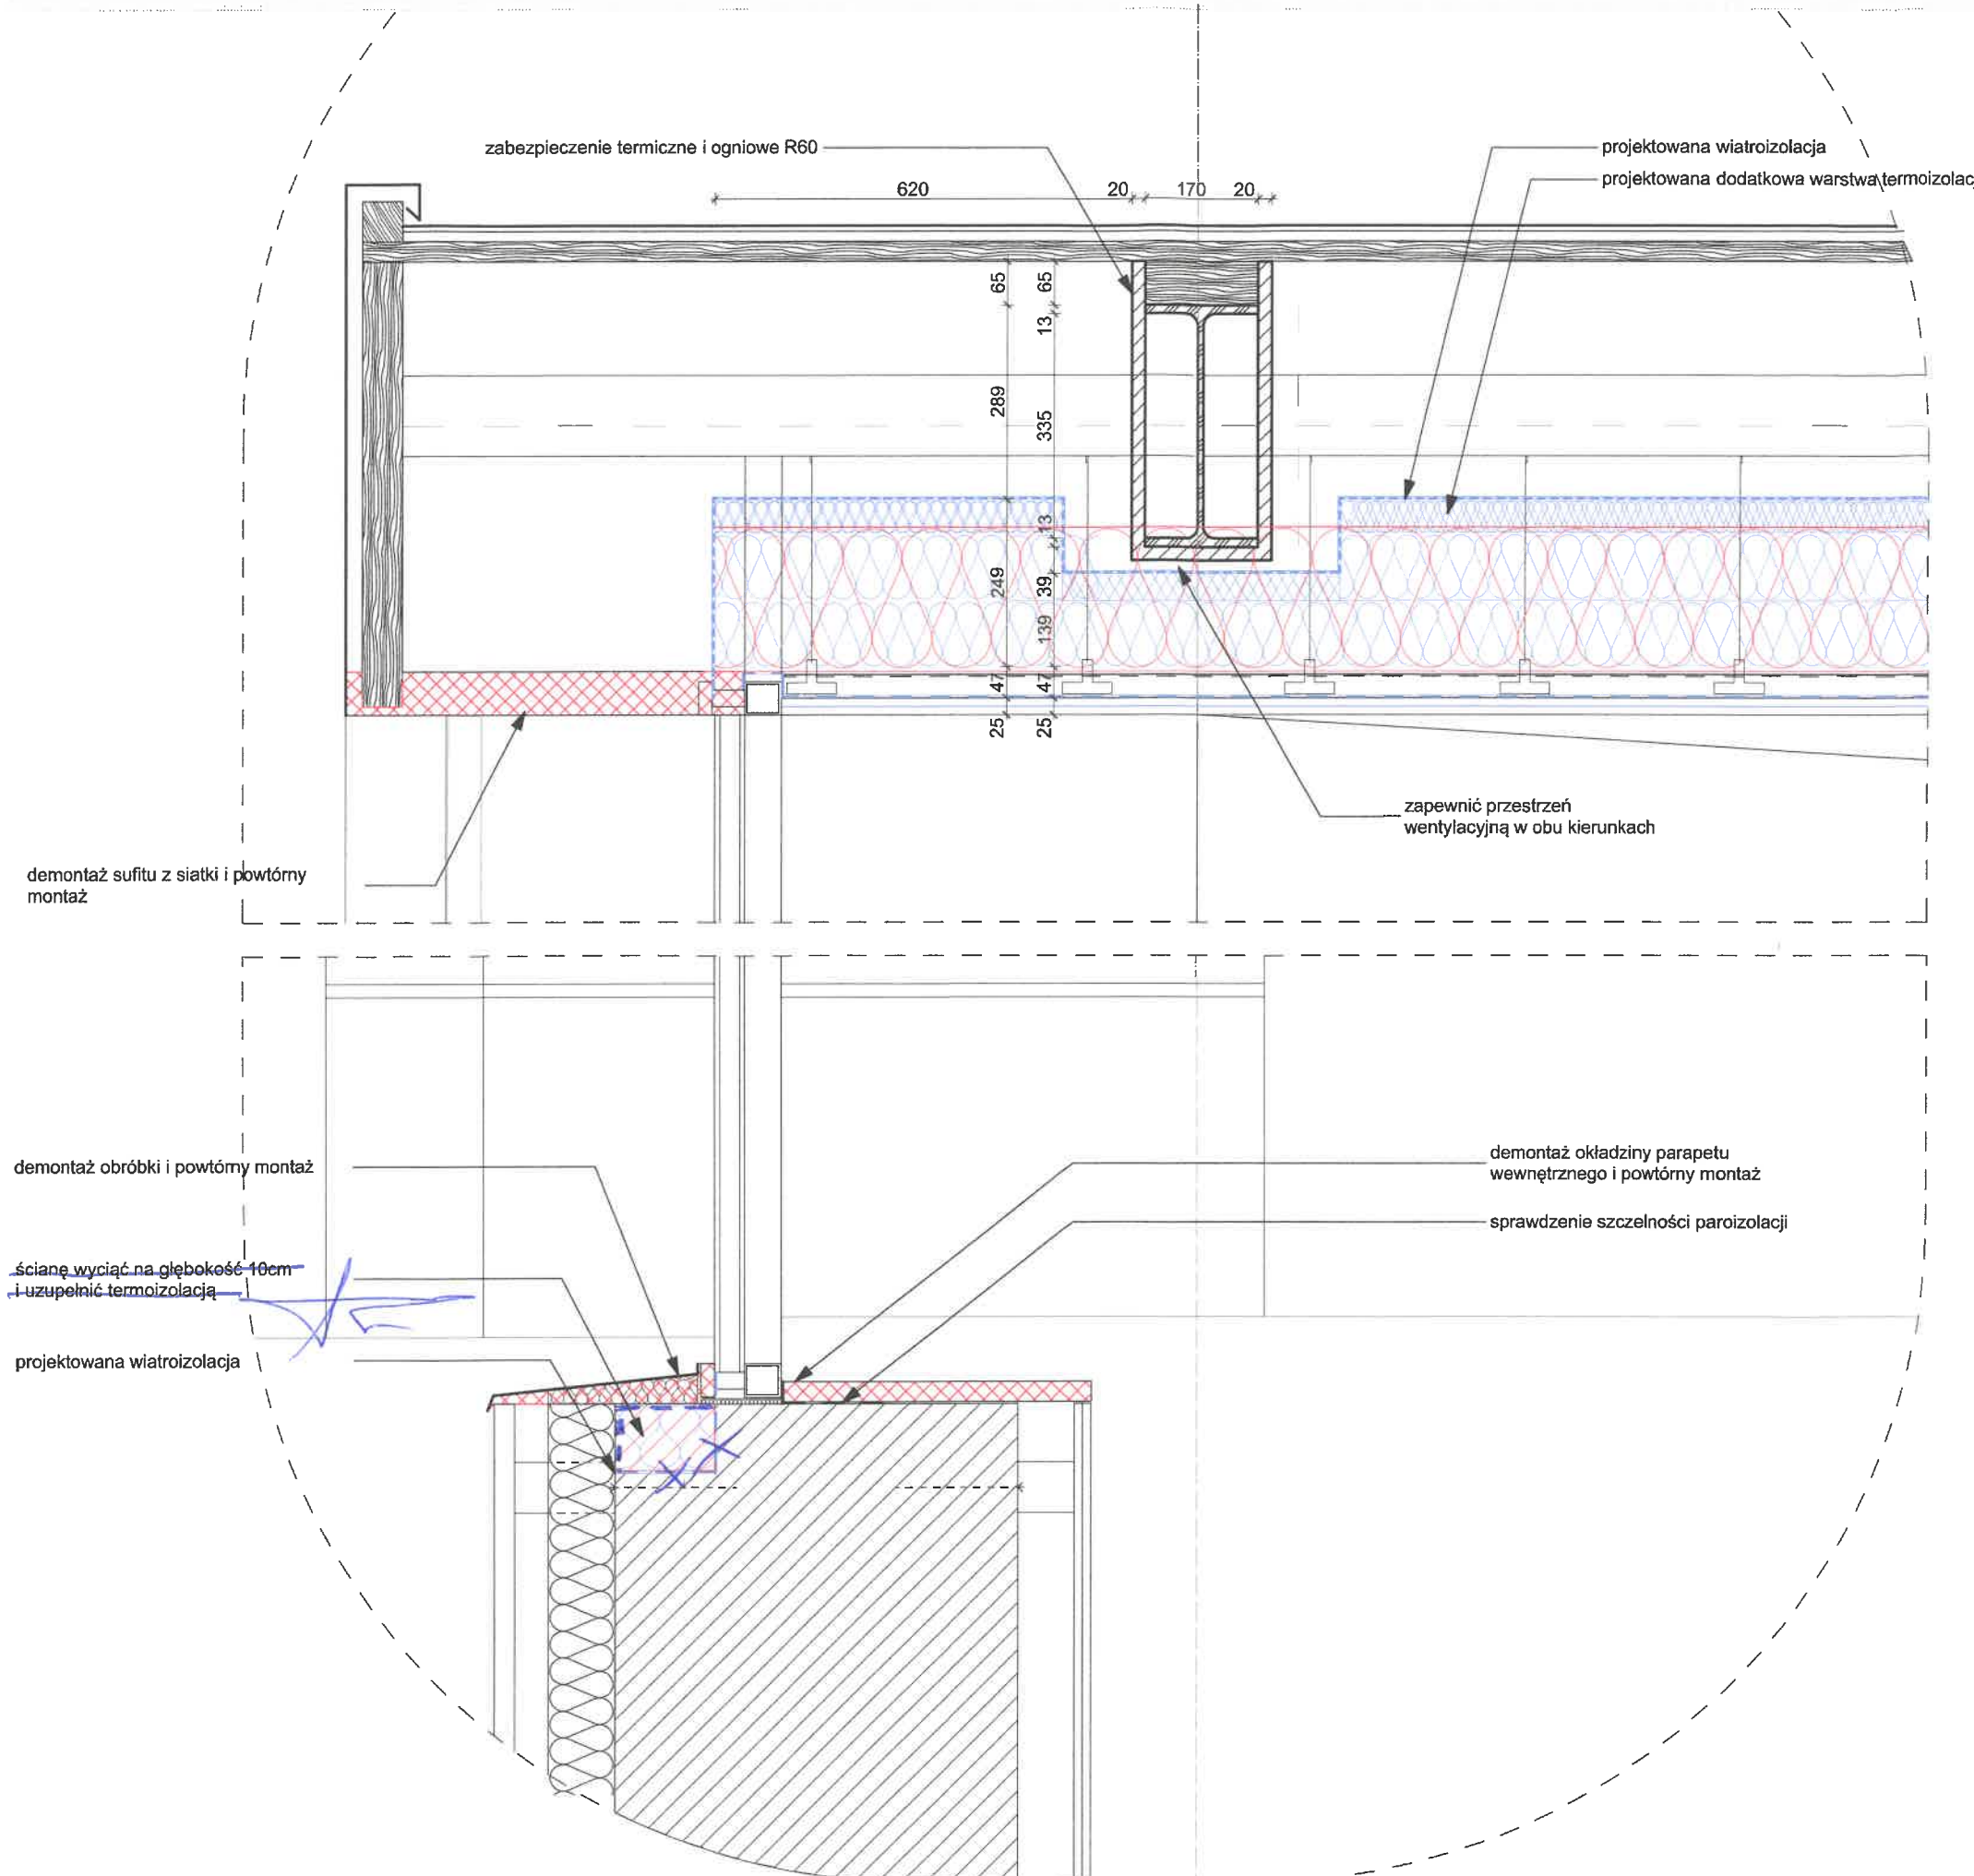 zabezpieczenie termiczne i ogniowe R60
projektowana wiatroizolacja
projektowana dodatkowa warstwa termoizolac
620
20
170
20
65
65
13
289
335
13
249
39
139
47
47
25
25
zapewnić przestrzeń
wentylacyjną w obu kierunkach
demontaż sufitu z siatki i powtórny
montaż
demontaż obróbki i powtórny montaż
demontaż okładziny parapetu
wewnętrznego i powtórny montaż
sprawdzenie szczelności paroizolacji
ścianę wyciąć na głębokość 10cm
i uzupełnić termoizolacją
projektowana wiatroizolacja